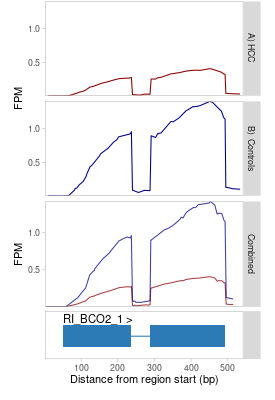 FPM
1.0
0.5
A) HCC
1.0
0.5
B) Controls
FPM
1.0
0.5
Combined
RI_BCO2_1 >
100 200 300 400 500
Distance from region start (bp)